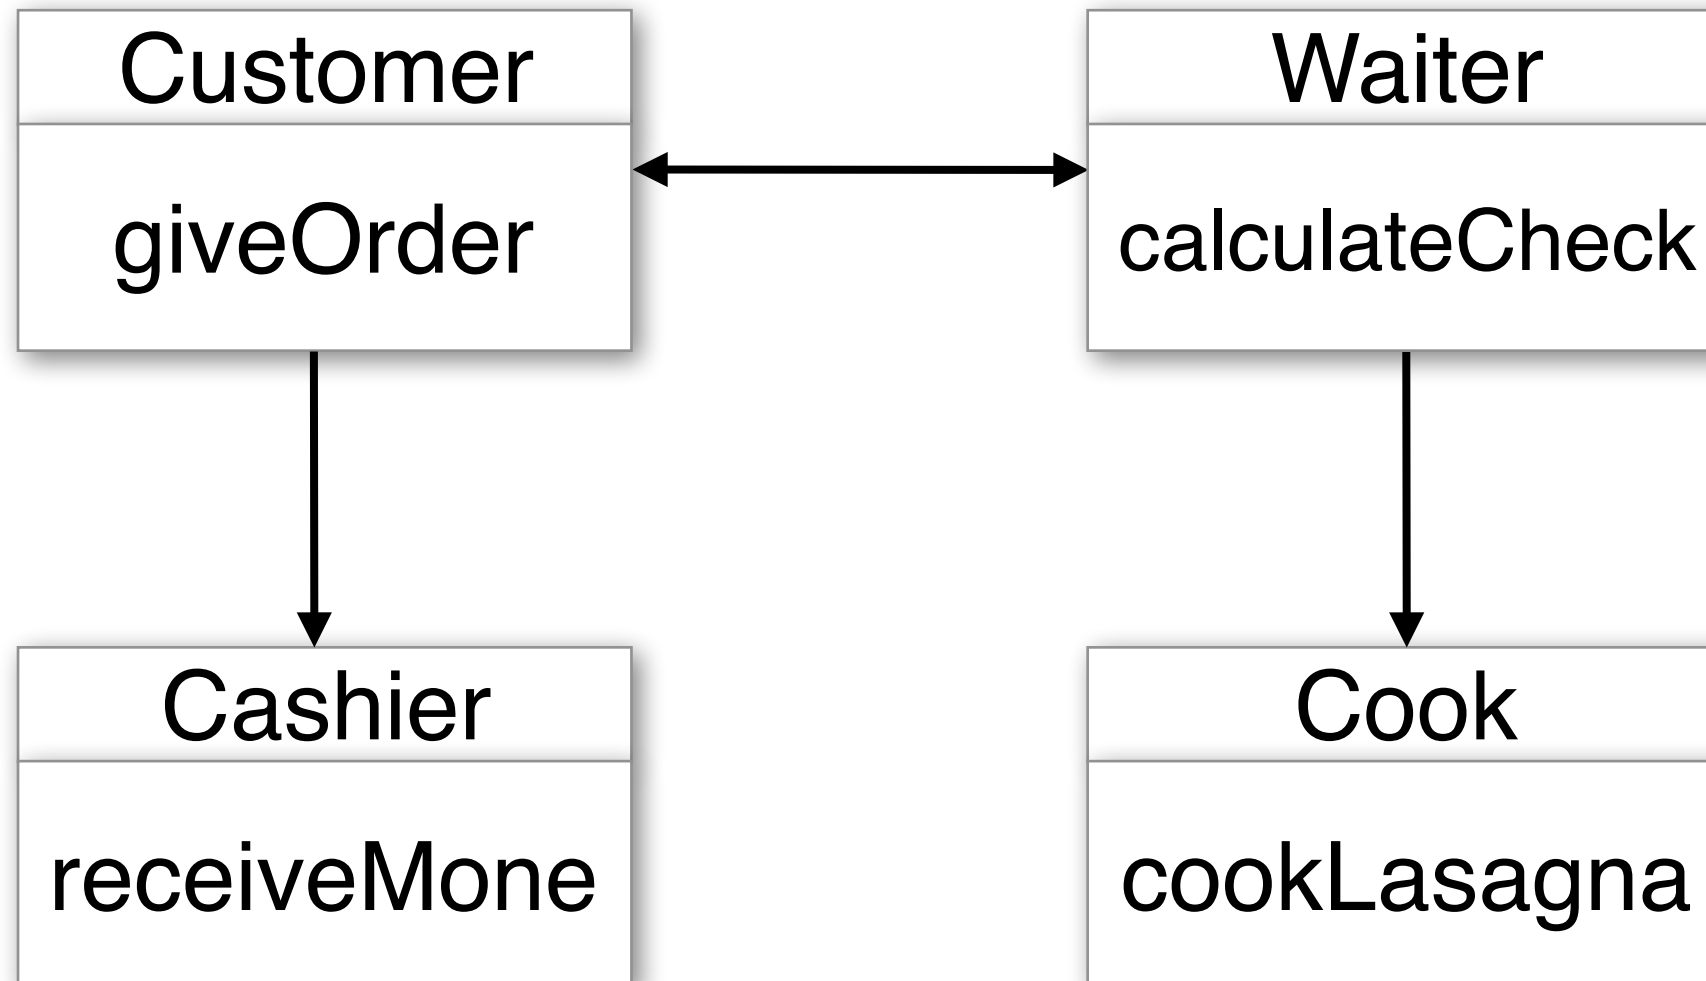 Customer
giveOrder
Waiter
calculateCheck
Cashier
receiveMone
Cook
cookLasagna